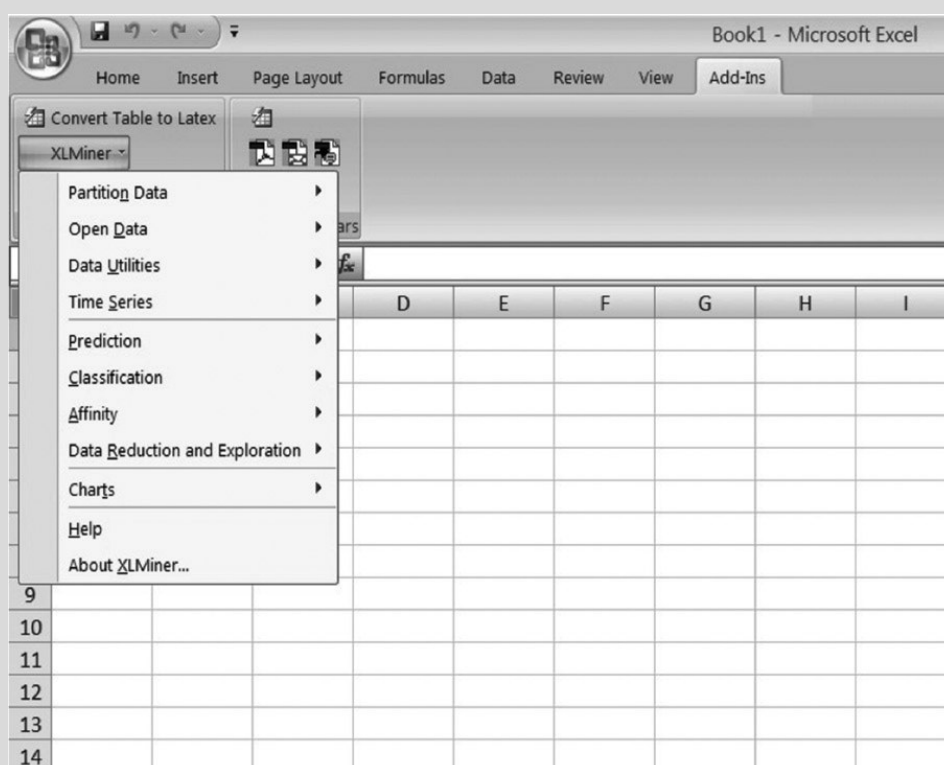 Book1 - Microsoft Excel
Home Insert Page Layout Formulas Data Review View Add-Ins
Convert Table to Latex
XLMiner
Partition Data
Open Data
Data Utilities
Time Series
Prediction
Classification
Affinity
Data Reduction and Exploration
Charts
Help
About XLMiner...
ars
fx
D E F G H I
9
10
11
12
13
14